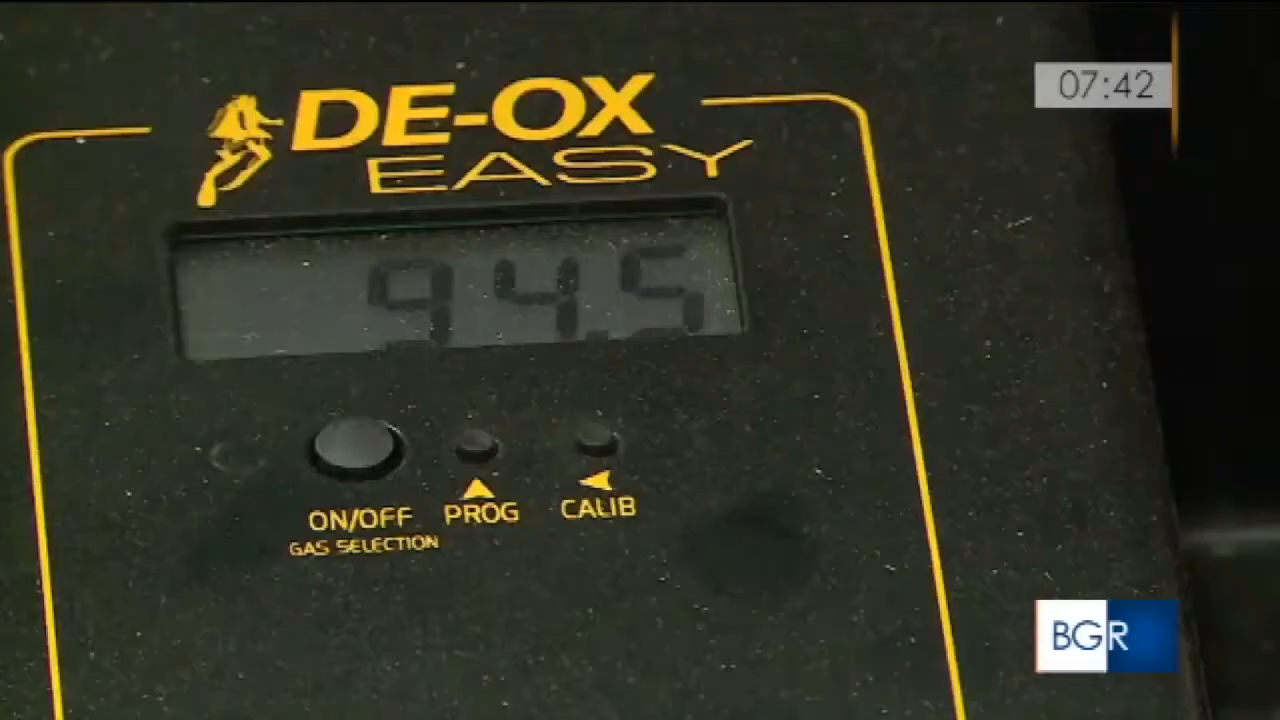 07:42
DE-OX
EASY
94.5
ON/OFF PROG CALIB
GAS SELECTION
BGR